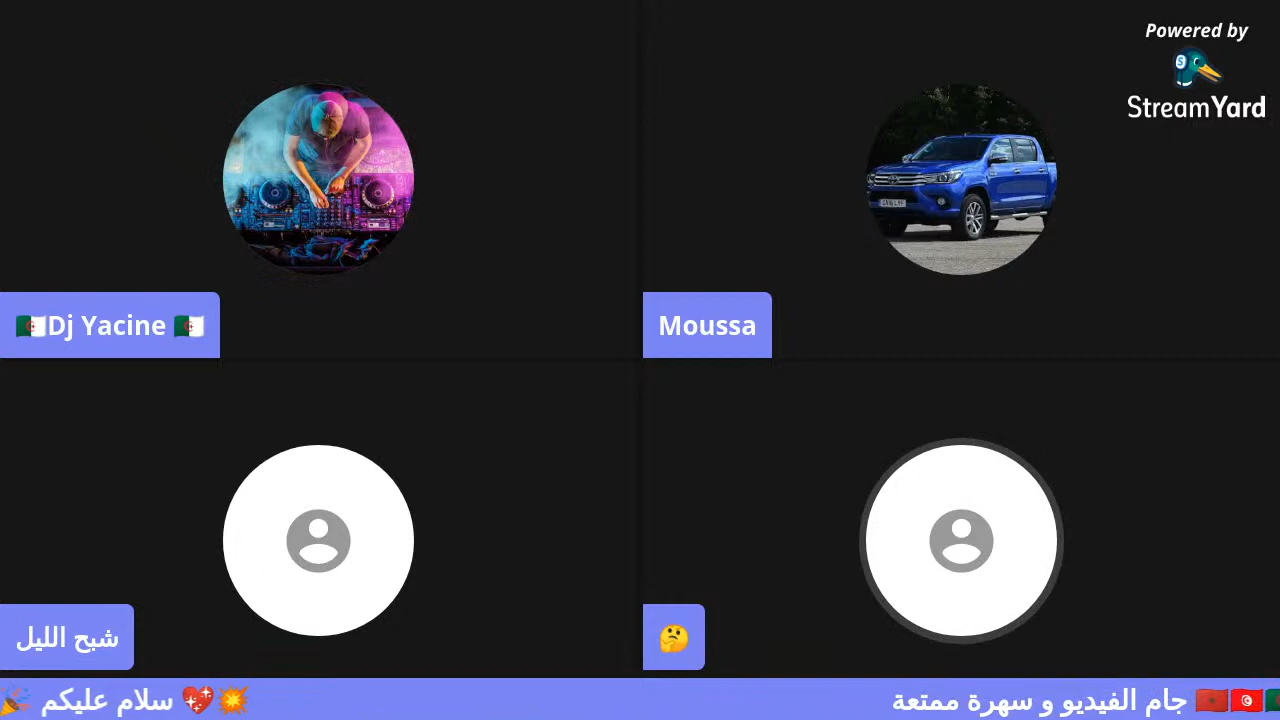 Powered by
StreamYard
🇩🇿Dj Yacine 🇩🇿
Moussa
شبح الليل
🤔
🎉 سلام عليكم 💖💥
جام الفيديو و سهرة ممتعة 🇲🇦🇹🇳🇩🇿